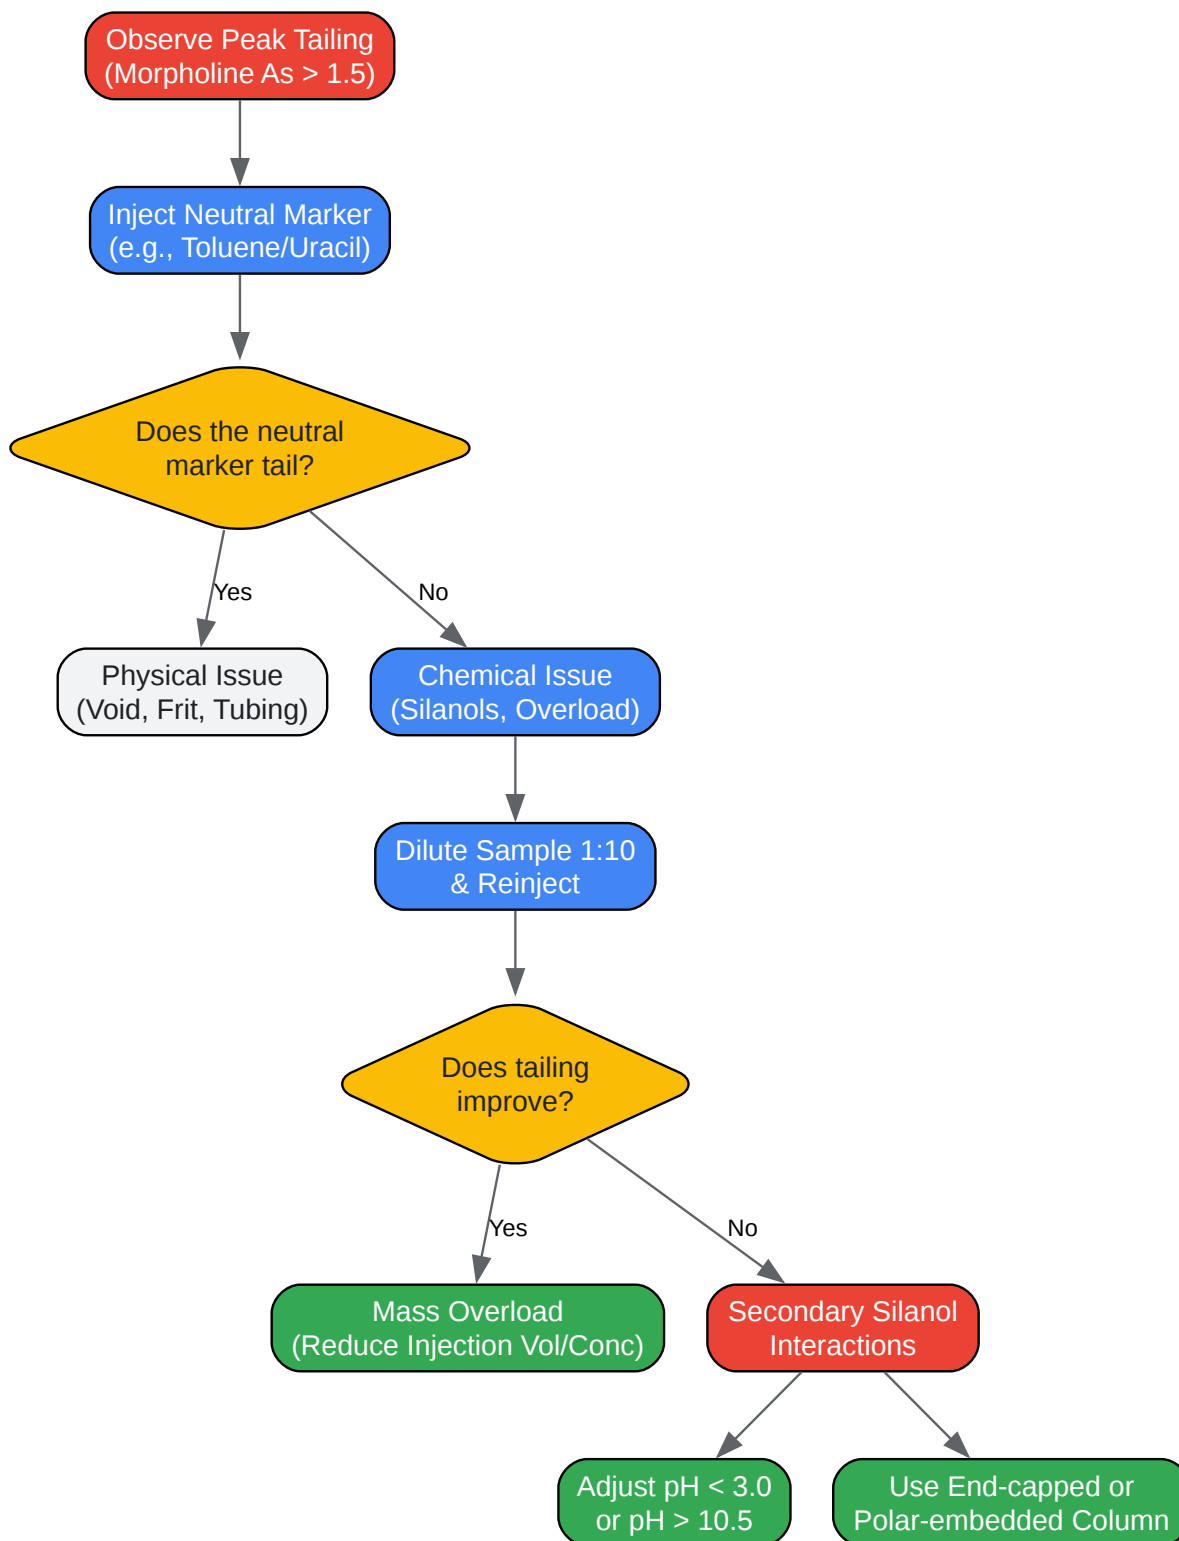 Observe Peak Tailing
(Morpholine As > 1.5)
Inject Neutral Marker
(e.g., Toluene/Uracil)
Does the neutral
marker tail?
Yes
No
Physical Issue
(Void, Frit, Tubing)
Chemical Issue
(Silanols, Overload)
Dilute Sample 1:10
& Reinject
Does tailing
improve?
Yes
No
Mass Overload
(Reduce Injection Vol/Conc)
Secondary Silanol
Interactions
Adjust pH < 3.0
or pH > 10.5
Use End-capped or
Polar-embedded Column